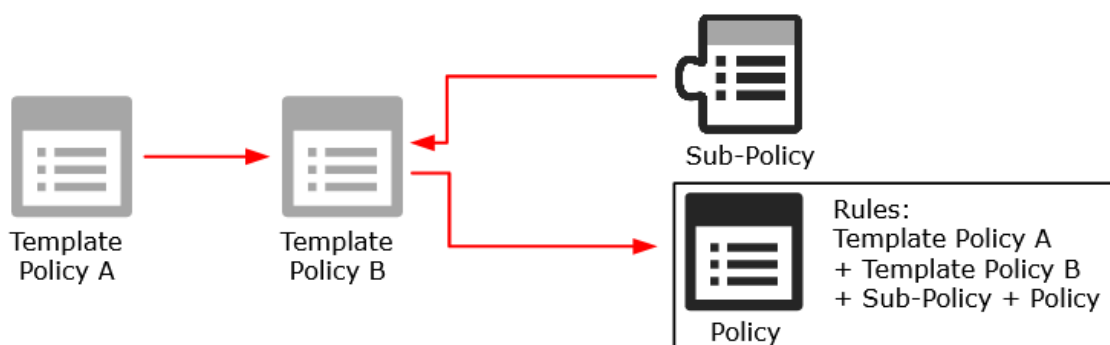 Template
Policy A
Template
Policy B
Sub-Policy
Policy
Rules:
Template Policy A
+ Template Policy B
+ Sub-Policy + Policy